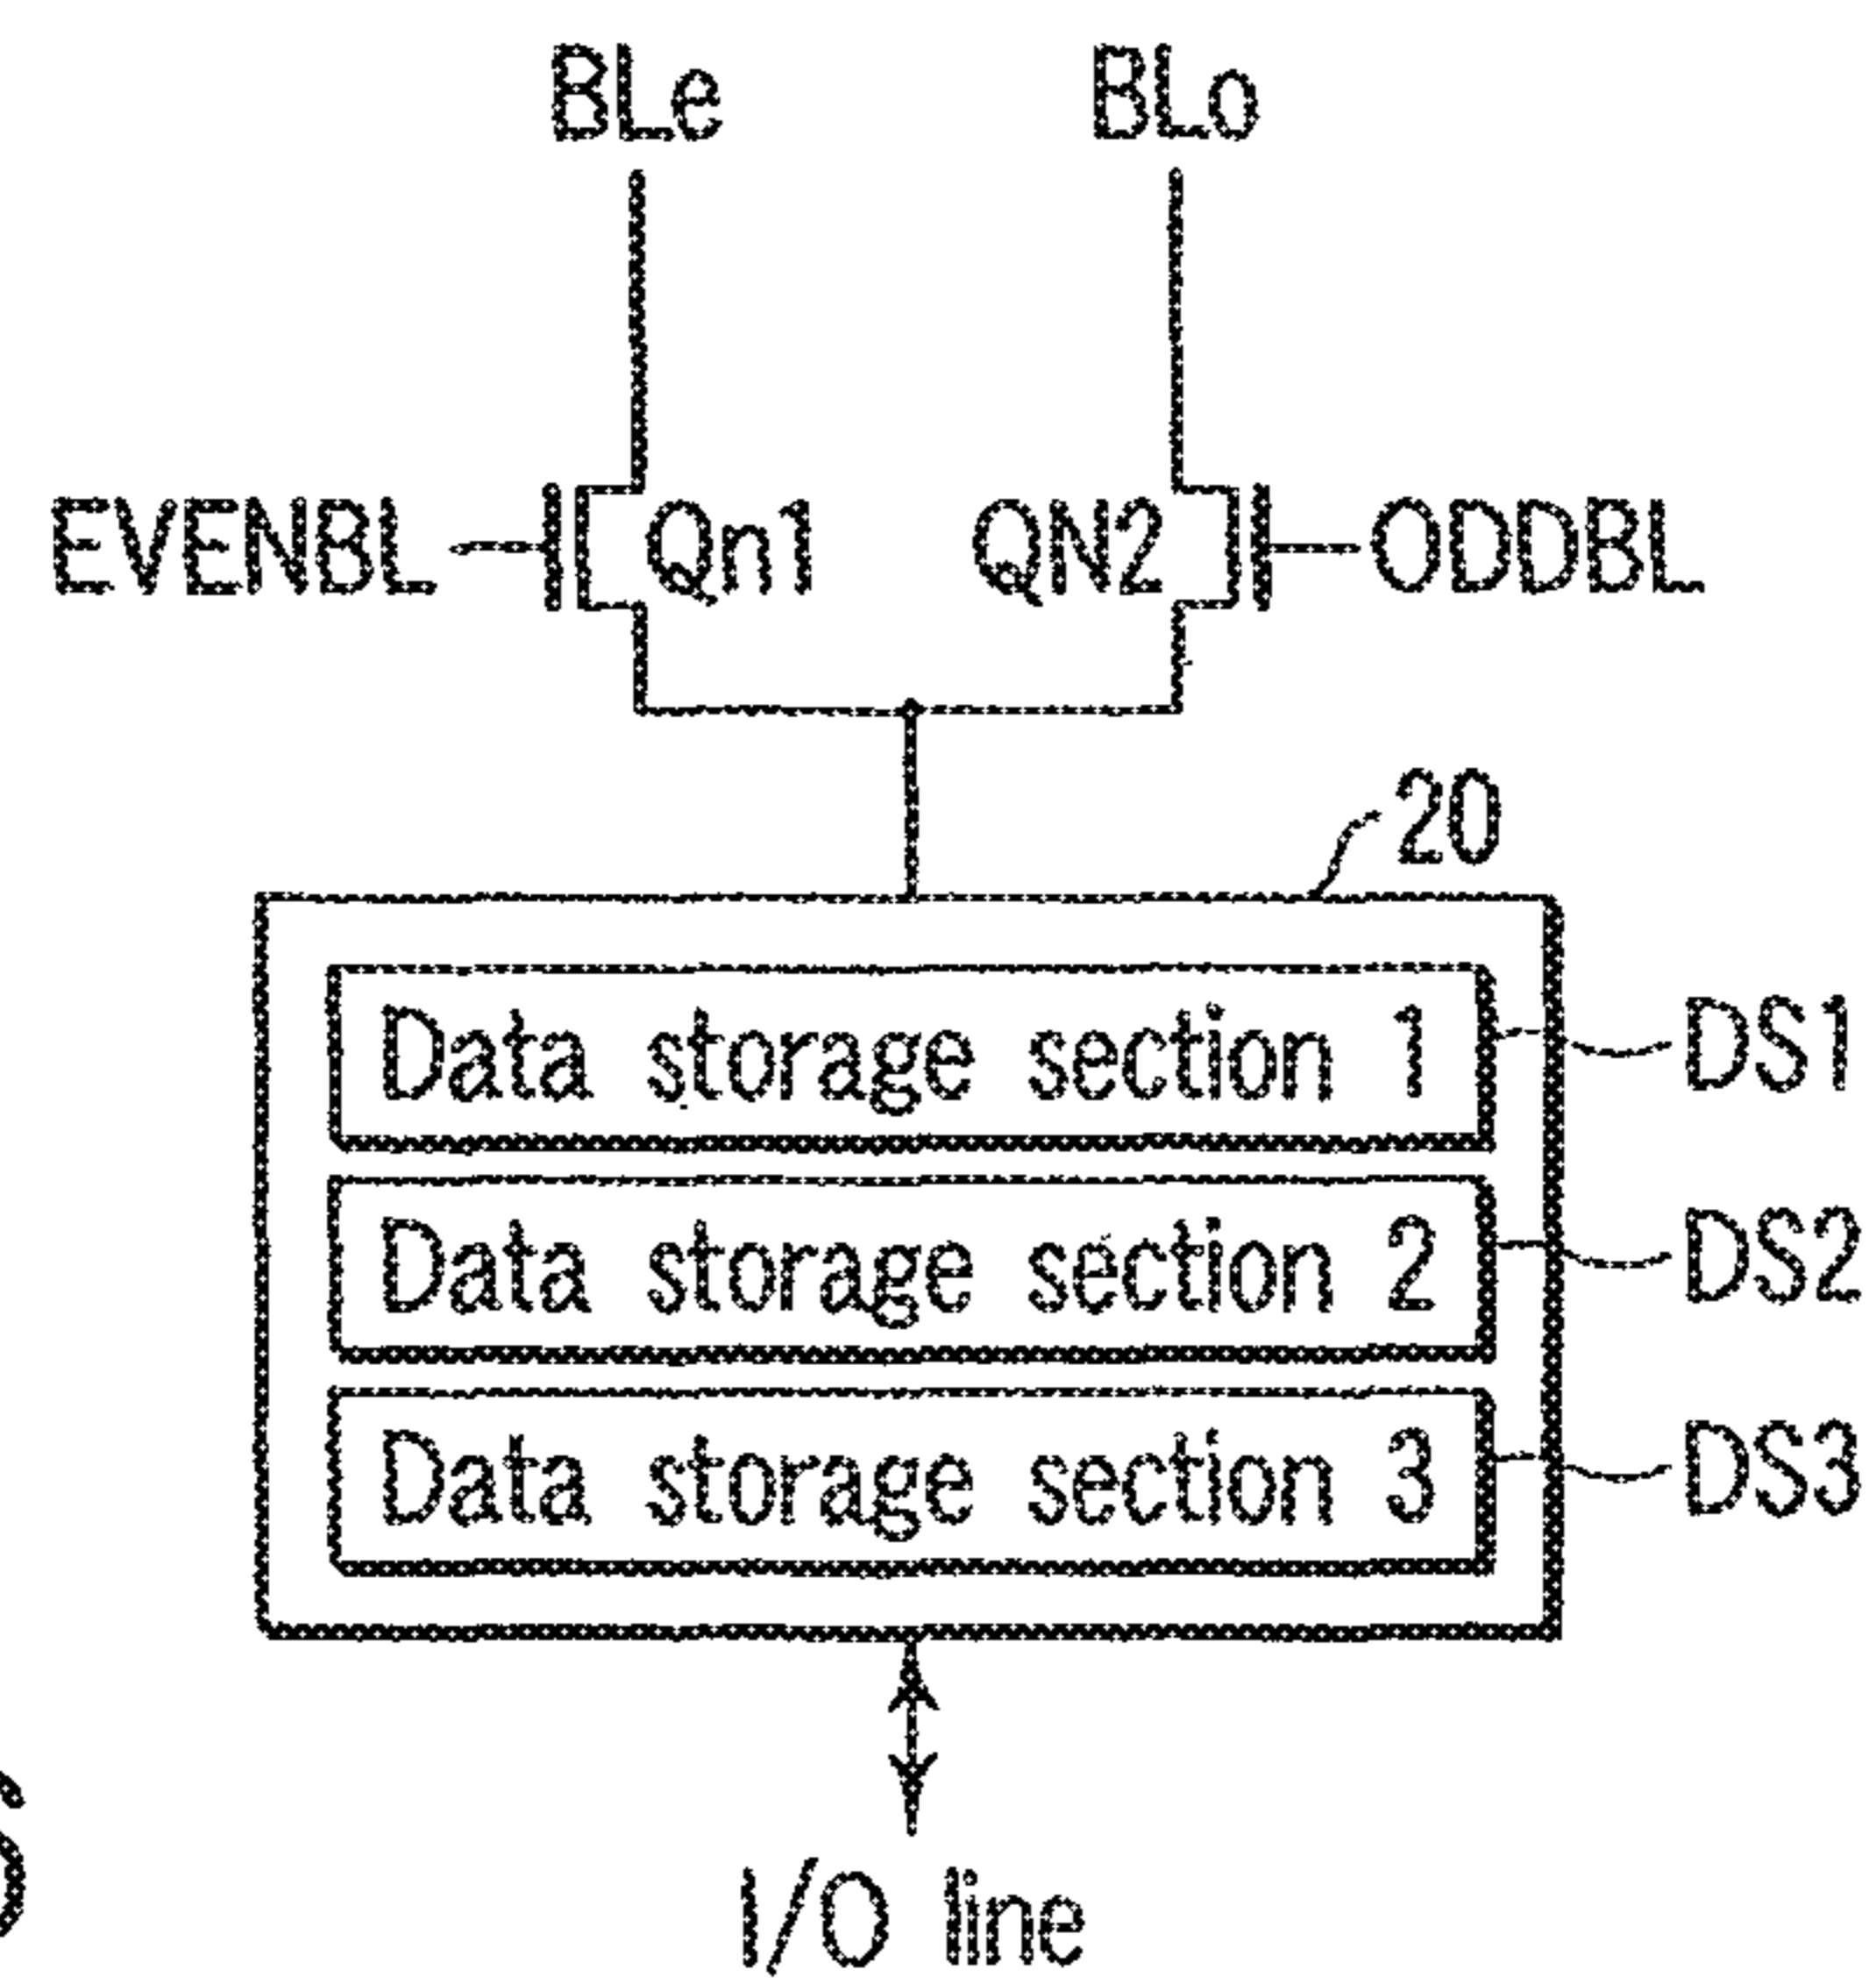 BLe BLo
EVENBL Qn1 QN2 ODDBL
20
Data storage section 1 DS1
Data storage section 2 DS2
Data storage section 3 DS3
I/O line